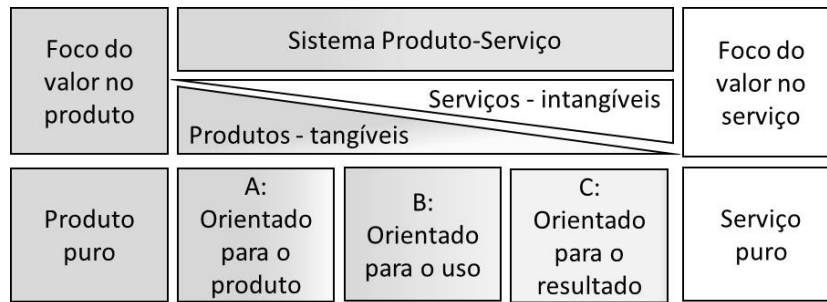 Foco do
valor no
produto
Sistema Produto-Serviço
Serviços - intangíveis
Produtos - tangíveis
Foco do
valor no
serviço
Produto
puro
A:
Orientado
para o
produto
B:
Orientado
para o uso
C:
Orientado
para o
resultado
Serviço
puro